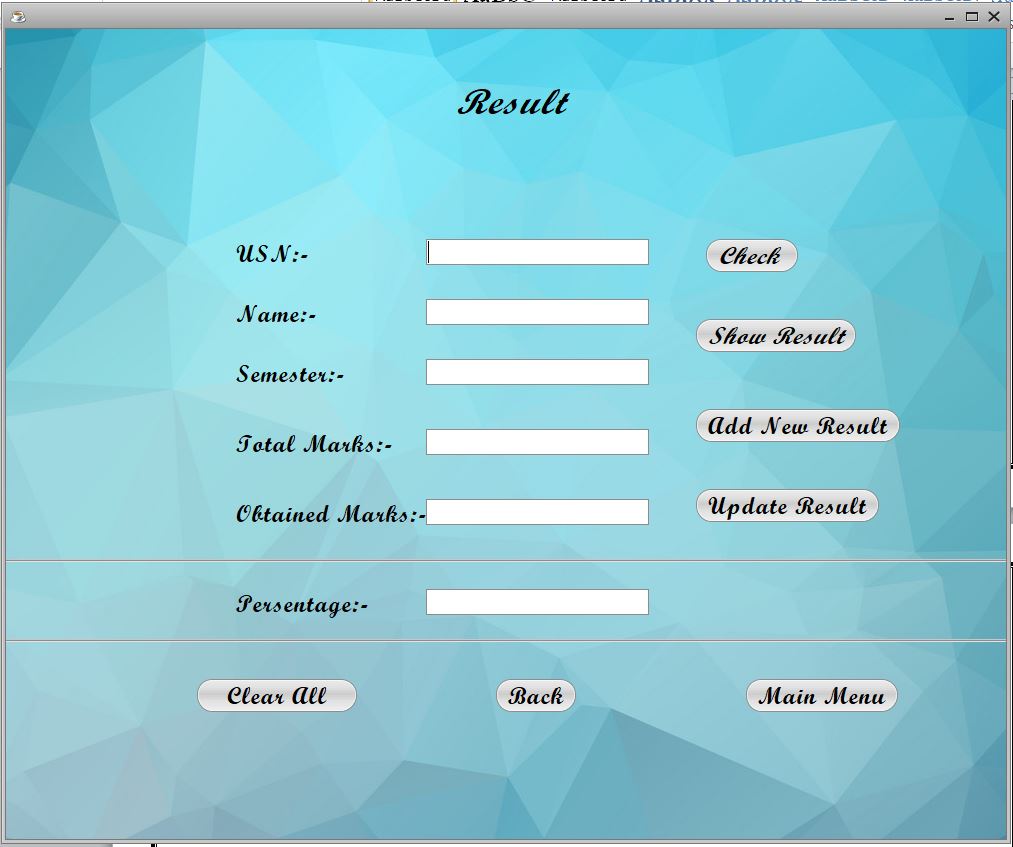 Result
USN:-
Check
Name:-
Show Result
Semester:-
Add New Result
Total Marks:-
Update Result
Obtained Marks:-
Persentage:-
Clear All
Back
Main Menu